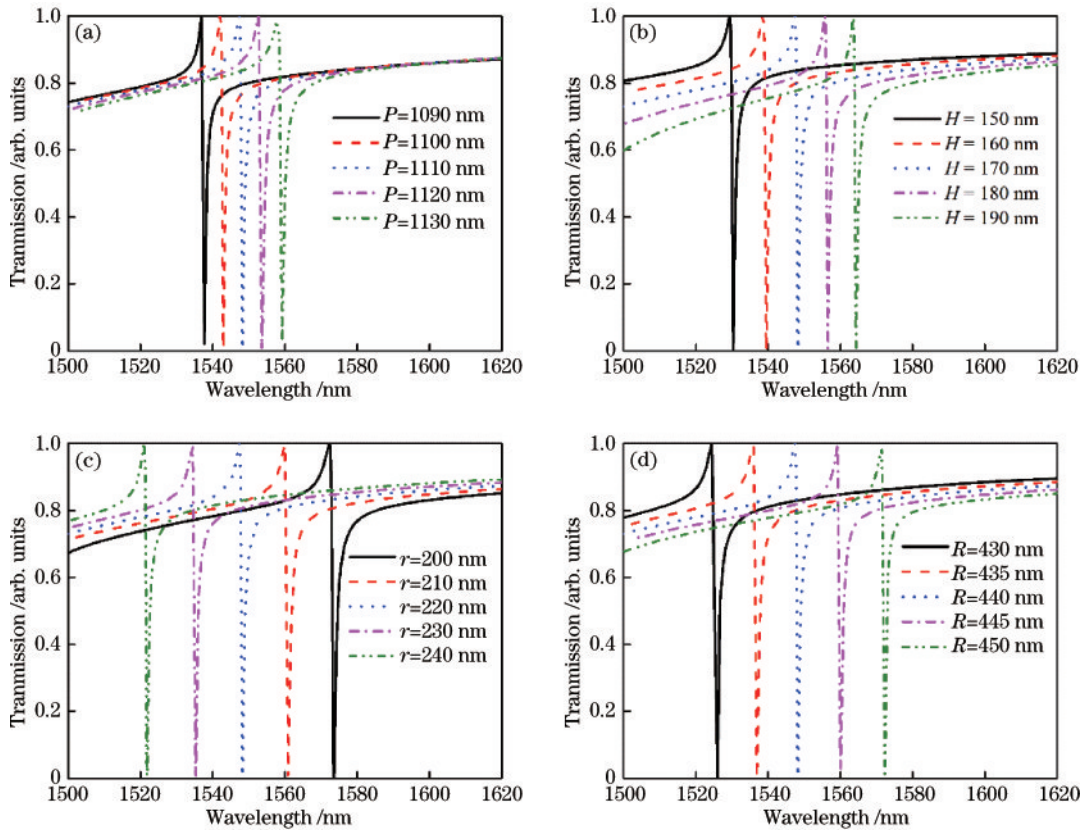 (a)
1.0
0.8
0.6
0.4
0.2
0
Tranmission /arb. units
P=1090 nm
P=1100 nm
P=1110 nm
P=1120 nm
P=1130 nm
1500 1520 1540 1560 1580 1600 1620
Wavelength /nm
(b)
1.0
0.8
0.6
0.4
0.2
0
Tranmission /arb. units
H = 150 nm
H = 160 nm
H = 170 nm
H = 180 nm
H = 190 nm
1500 1520 1540 1560 1580 1600 1620
Wavelength /nm
(c)
1.0
0.8
0.6
0.4
0.2
0
Tranmission /arb. units
r=200 nm
r=210 nm
r=220 nm
r=230 nm
r=240 nm
1500 1520 1540 1560 1580 1600 1620
Wavelength /nm
(d)
1.0
0.8
0.6
0.4
0.2
0
Tranmission /arb. units
R=430 nm
R=435 nm
R=440 nm
R=445 nm
R=450 nm
1500 1520 1540 1560 1580 1600 1620
Wavelength /nm